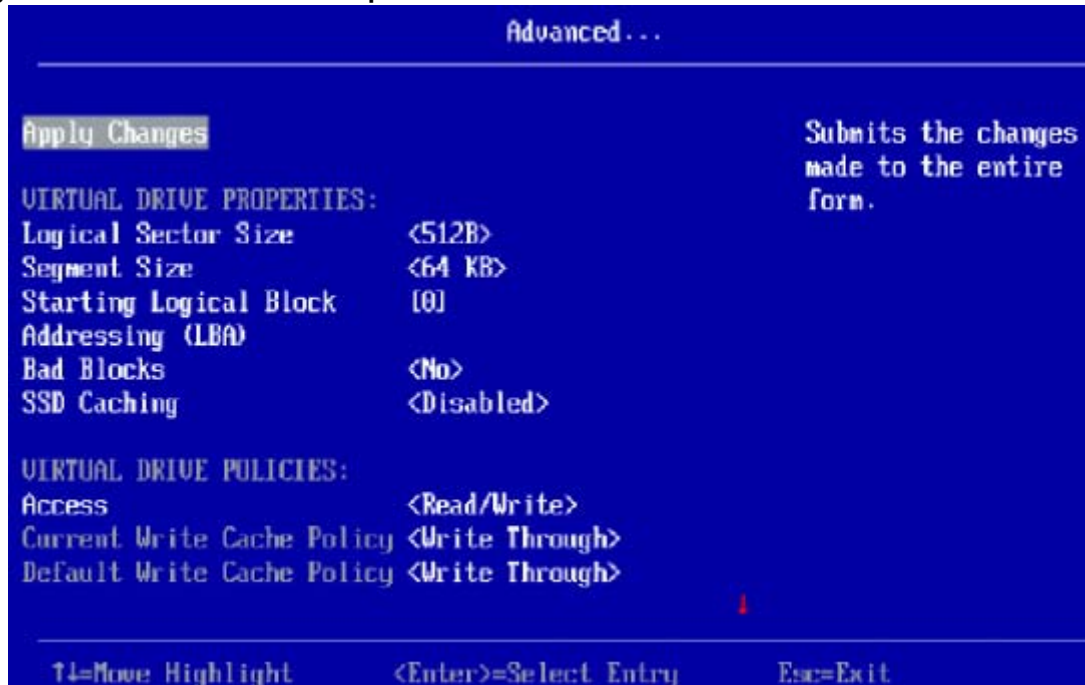 Advanced...
Apply Changes
Submits the changes
made to the entire
form.
VIRTUAL DRIVE PROPERTIES:
Logical Sector Size <512B>
Segment Size <64 KB>
Starting Logical Block [0]
Addressing (LBA)
Bad Blocks <No>
SSD Caching <Disabled>
VIRTUAL DRIVE POLICIES:
Access <Read/Write>
Current Write Cache Policy <Write Through>
Default Write Cache Policy <Write Through>
↓
↑↓=Move Highlight <Enter>=Select Entry Esc=Exit